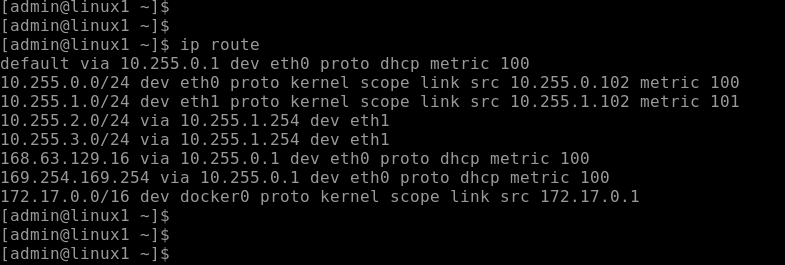 [admin@linux1 ~]$
[admin@linux1 ~]$
[admin@linux1 ~]$ ip route
default via 10.255.0.1 dev eth0 proto dhcp metric 100
10.255.0.0/24 dev eth0 proto kernel scope link src 10.255.0.102 metric 100
10.255.1.0/24 dev eth1 proto kernel scope link src 10.255.1.102 metric 101
10.255.2.0/24 via 10.255.1.254 dev eth1
10.255.3.0/24 via 10.255.1.254 dev eth1
168.63.129.16 via 10.255.0.1 dev eth0 proto dhcp metric 100
169.254.169.254 via 10.255.0.1 dev eth0 proto dhcp metric 100
172.17.0.0/16 dev docker0 proto kernel scope link src 172.17.0.1
[admin@linux1 ~]$
[admin@linux1 ~]$
[admin@linux1 ~]$